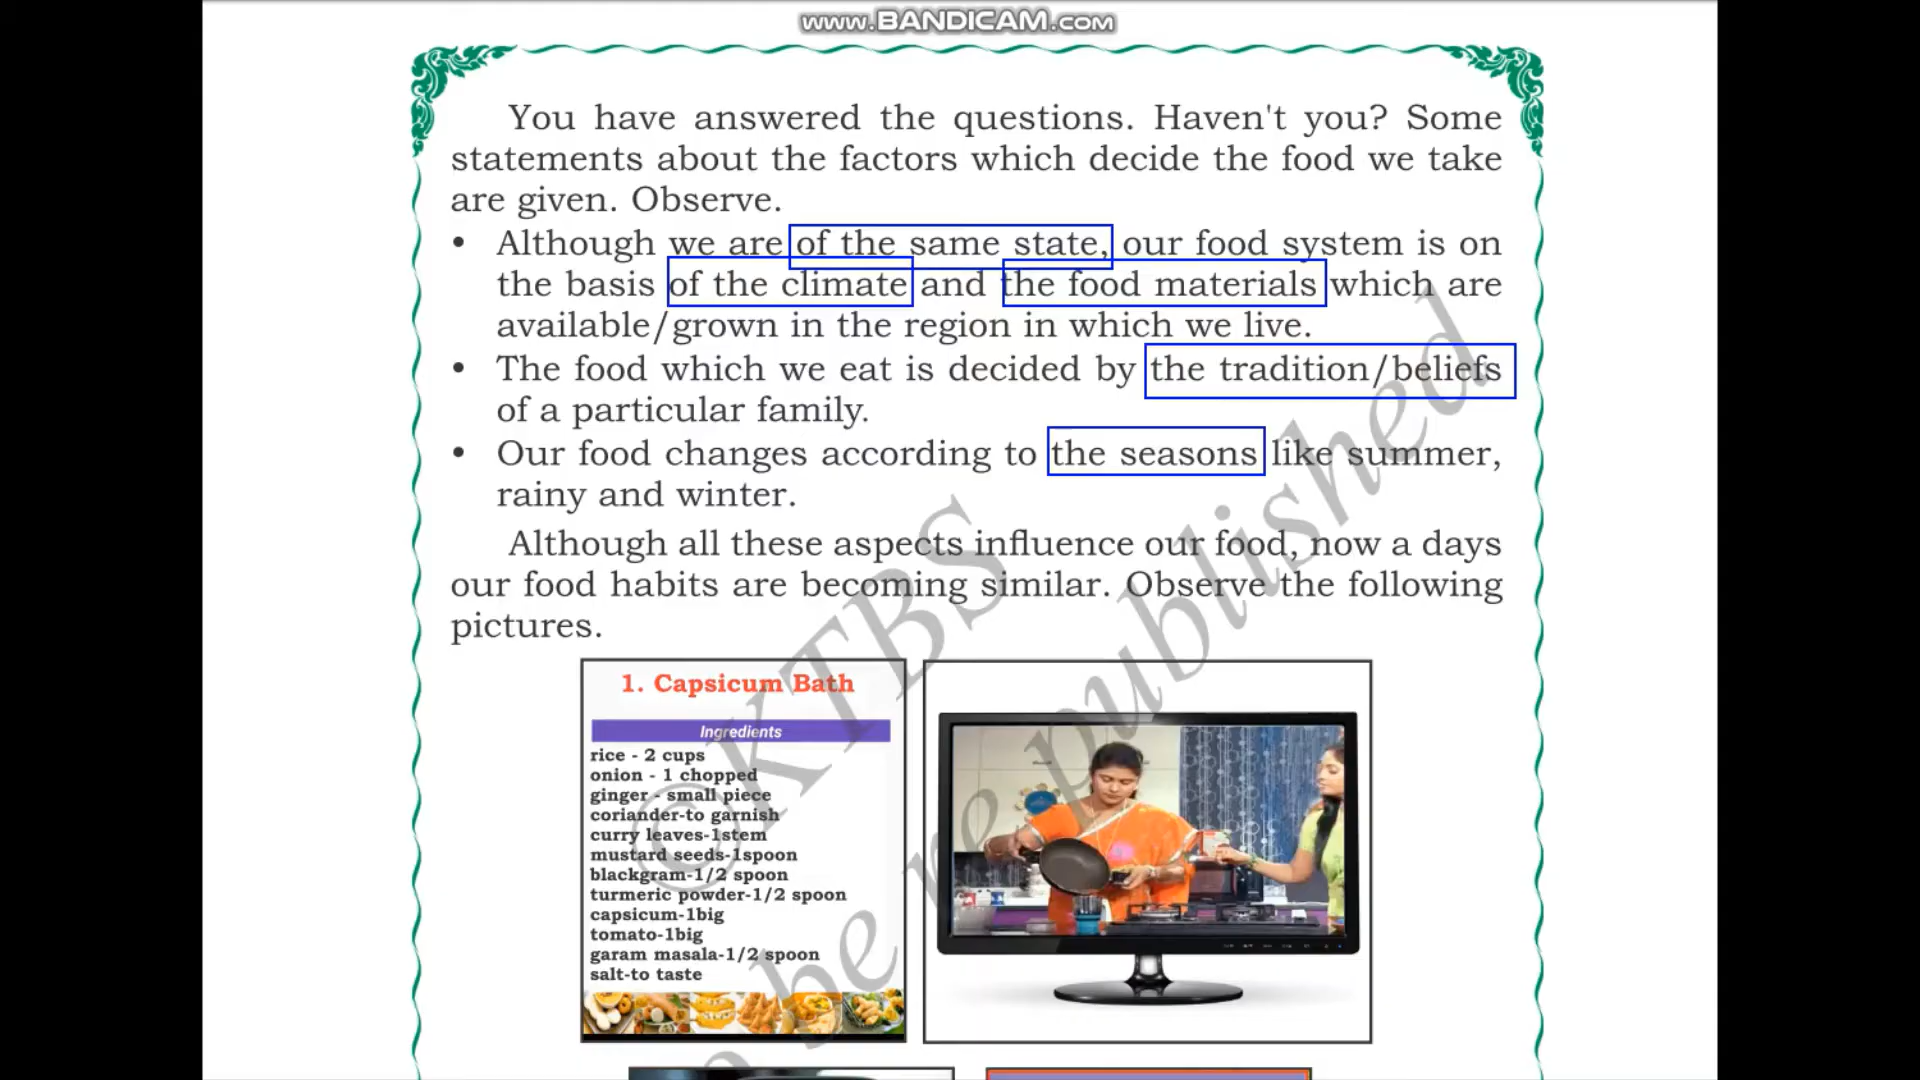 www.BANDICAM.com
You have answered the questions. Haven't you? Some
statements about the factors which decide the food we take
are given. Observe.
• Although we are of the same state, our food system is on
the basis of the climate and the food materials which are
available/grown in the region in which we live.
• The food which we eat is decided by the tradition/beliefs
of a particular family.
• Our food changes according to the seasons like summer,
rainy and winter.
Although all these aspects influence our food, now a days
our food habits are becoming similar. Observe the following
pictures.
1. Capsicum Bath
Ingredients
rice - 2 cups
onion - 1 chopped
ginger - small piece
coriander-to garnish
curry leaves-1stem
mustard seeds-1spoon
blackgram-1/2 spoon
turmeric powder-1/2 spoon
capsicum-1big
tomato-1big
garam masala-1/2 spoon
salt-to taste
©KTBS
o be republished